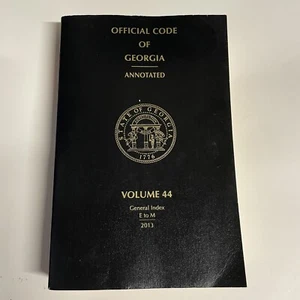 OFFICIAL CODE
OF
GEORGIA
ANNOTATED
STATE OF GEORGIA
1776
VOLUME 44
General Index
E to M
2013